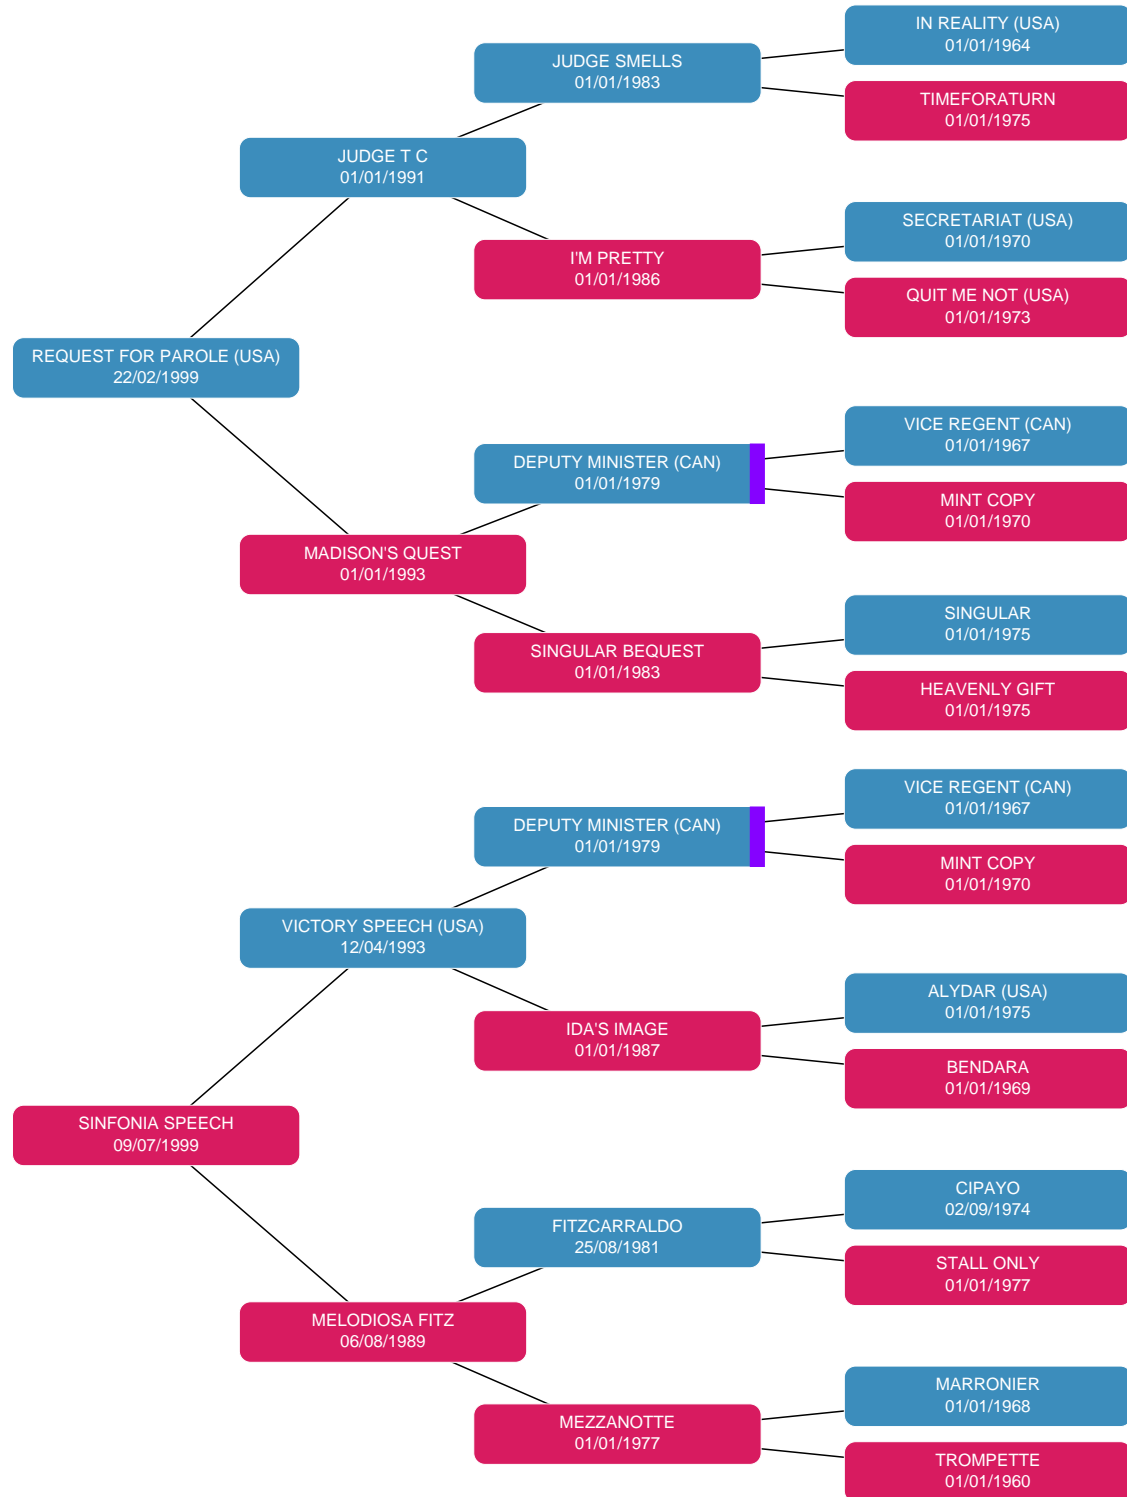 IN REALITY (USA)
01/01/1964
JUDGE SMELLS
01/01/1983
TIMEFORATURN
01/01/1975
JUDGE T C
01/01/1991
SECRETARIAT (USA)
01/01/1970
I'M PRETTY
01/01/1986
QUIT ME NOT (USA)
01/01/1973
REQUEST FOR PAROLE (USA)
22/02/1999
VICE REGENT (CAN)
01/01/1967
DEPUTY MINISTER (CAN)
01/01/1979
MINT COPY
01/01/1970
MADISON'S QUEST
01/01/1993
SINGULAR
01/01/1975
SINGULAR BEQUEST
01/01/1983
HEAVENLY GIFT
01/01/1975
VICE REGENT (CAN)
01/01/1967
DEPUTY MINISTER (CAN)
01/01/1979
MINT COPY
01/01/1970
VICTORY SPEECH (USA)
12/04/1993
ALYDAR (USA)
01/01/1975
IDA'S IMAGE
01/01/1987
BENDARA
01/01/1969
SINFONIA SPEECH
09/07/1999
CIPAYO
02/09/1974
FITZCARRALDO
25/08/1981
STALL ONLY
01/01/1977
MELODIOSA FITZ
06/08/1989
MARRONIER
01/01/1968
MEZZANOTTE
01/01/1977
TROMPETTE
01/01/1960